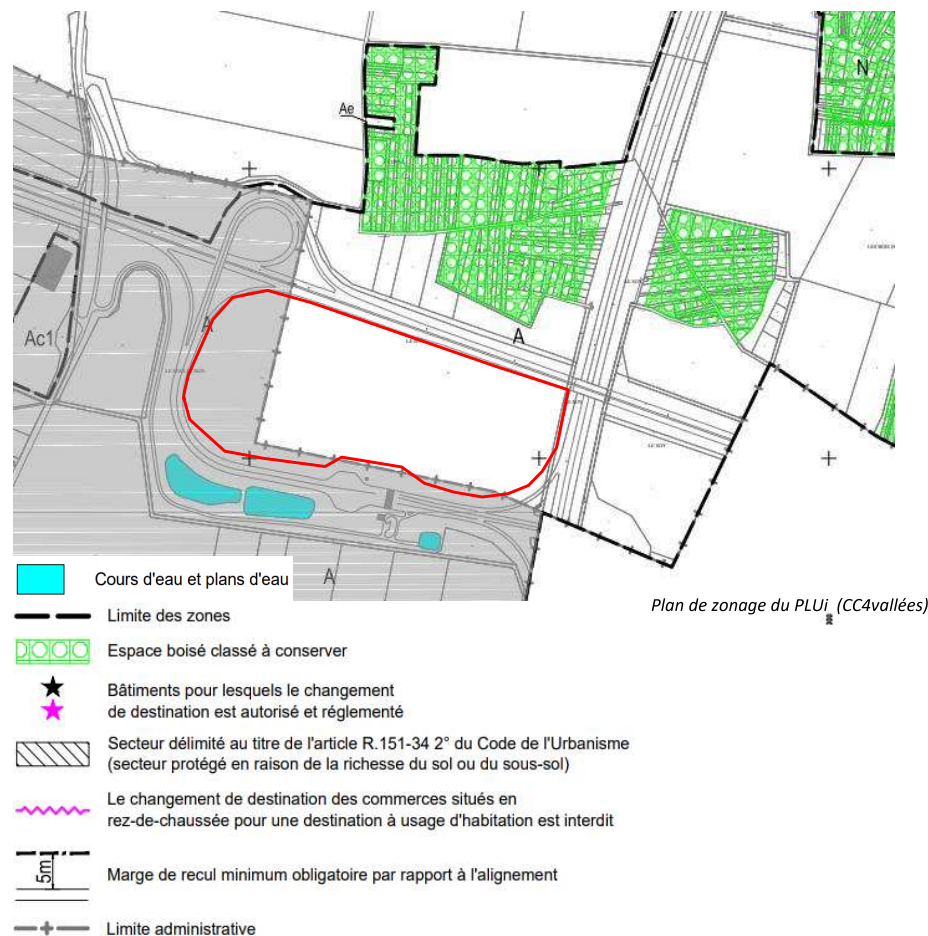 N
Ae
A
Ac1
A
A
Cours d'eau et plans d'eau
Plan de zonage du PLUi (CC4vallées)
Limite des zones
Espace boisé classé à conserver
Bâtiments pour lesquels le changement
de destination est autorisé et réglementé
Secteur délimité au titre de l'article R.151-34 2° du Code de l'Urbanisme
(secteur protégé en raison de la richesse du sol ou du sous-sol)
Le changement de destination des commerces situés en
rez-de-chaussée pour une destination à usage d'habitation est interdit
5m
Marge de recul minimum obligatoire par rapport à l'alignement
Limite administrative